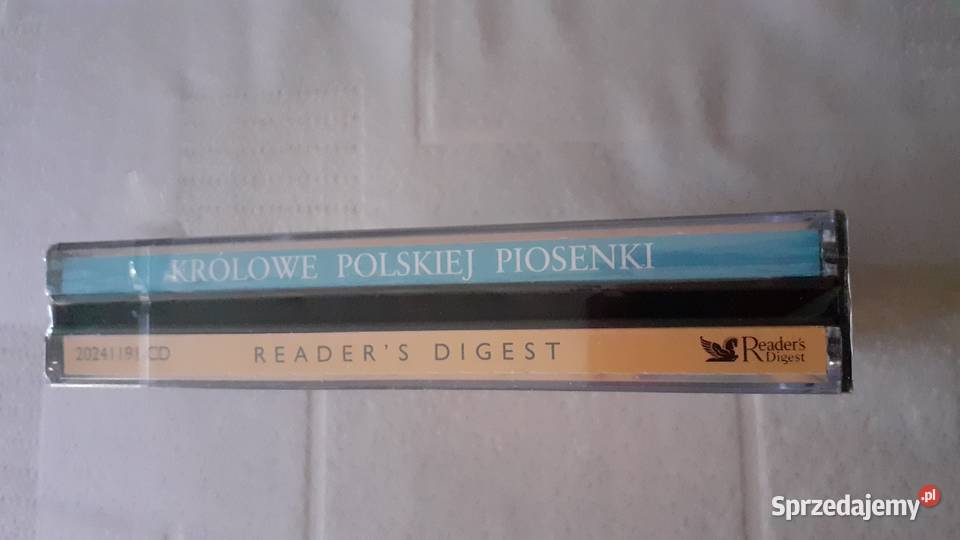 KRÓLOWE POLSKIEJ PIOSENKI
20241191 CD READER'S DIGEST Reader's
Digest
Sprzedajemy.pl